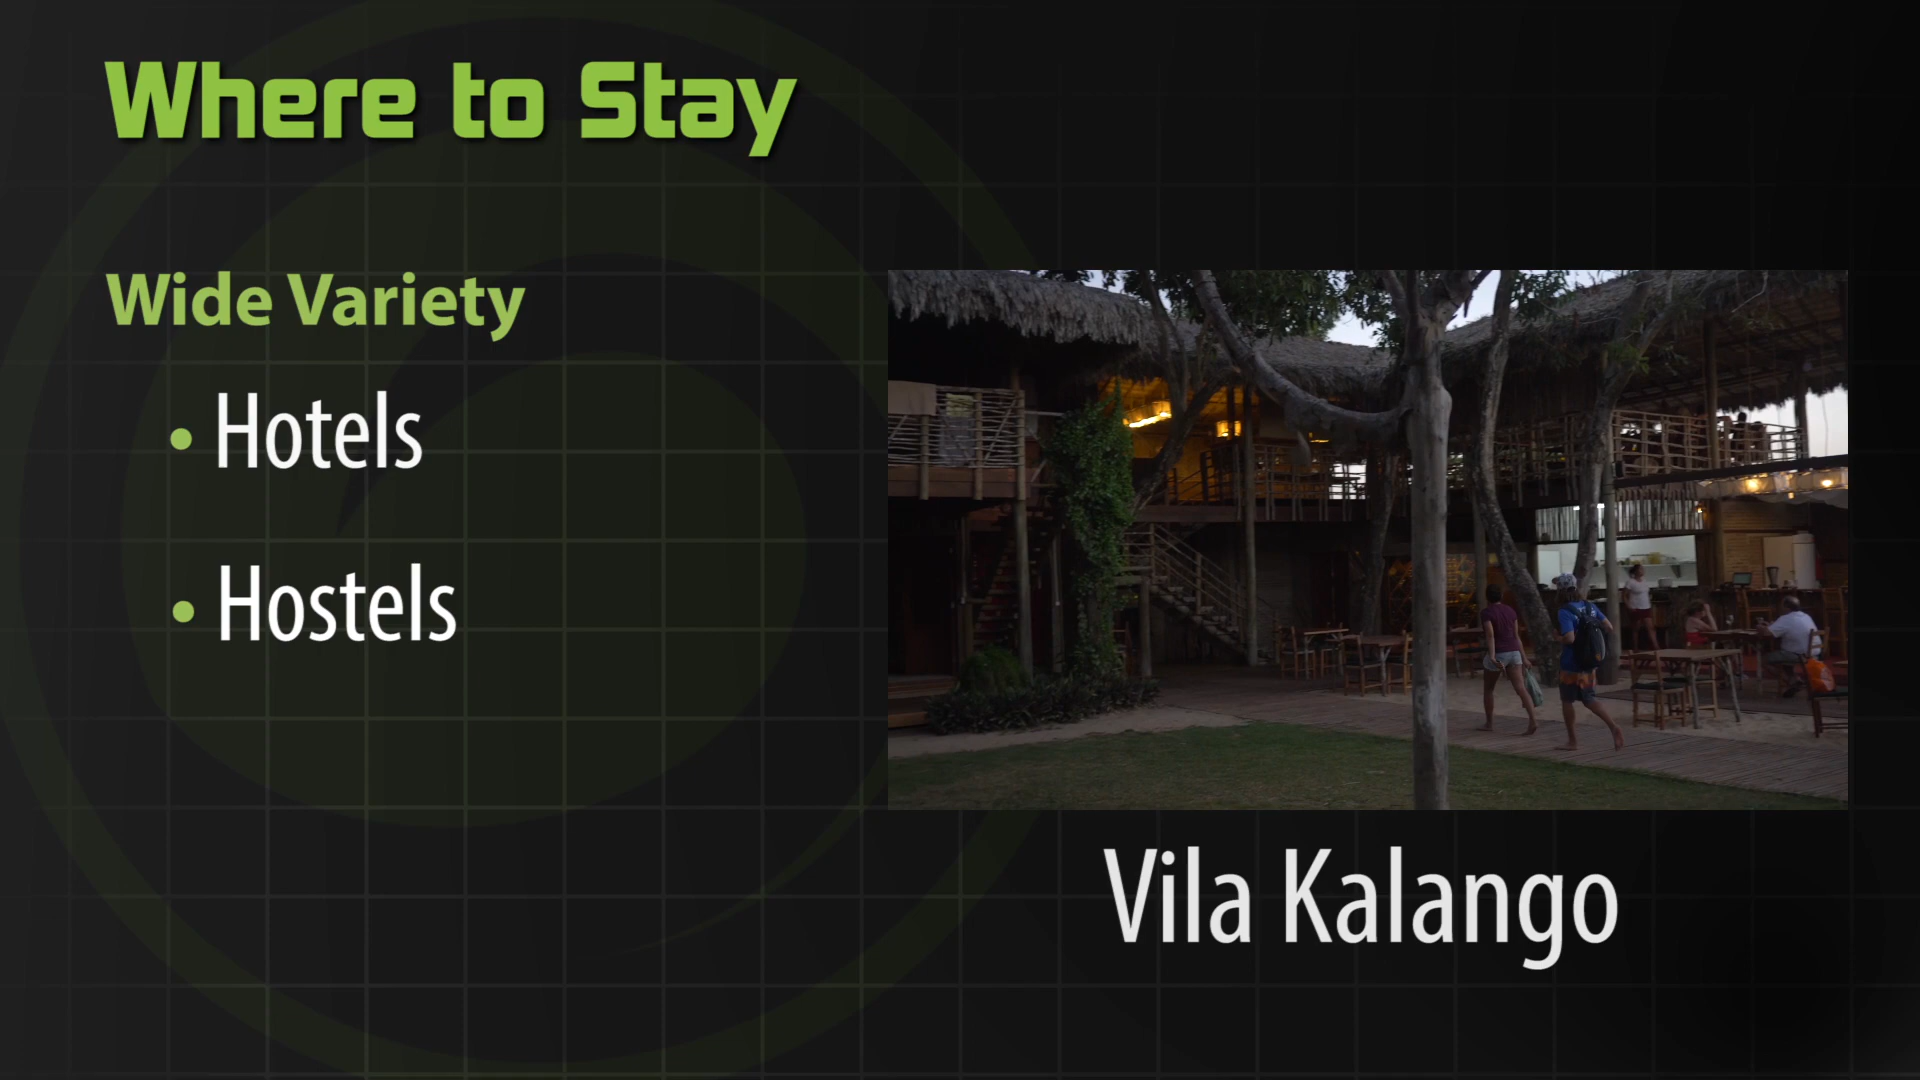 Where to Stay
Wide Variety
• Hotels
• Hostels
Vila Kalango